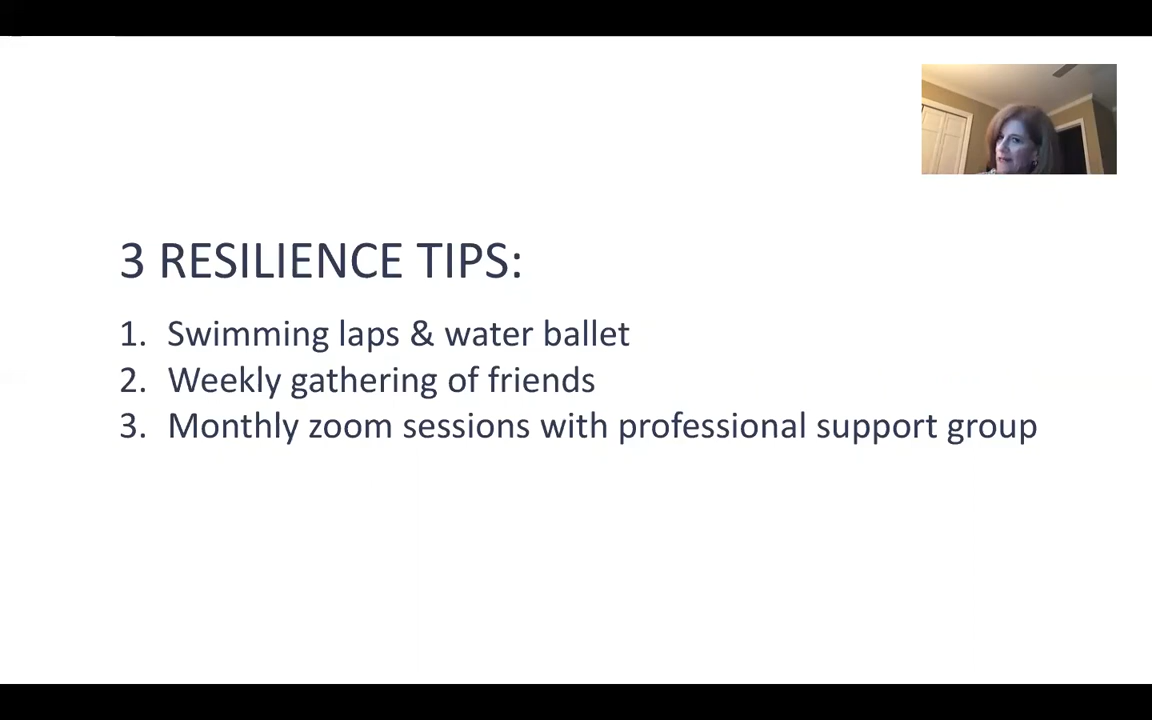 3 RESILIENCE TIPS:
1. Swimming laps & water ballet
2. Weekly gathering of friends
3. Monthly zoom sessions with professional support group